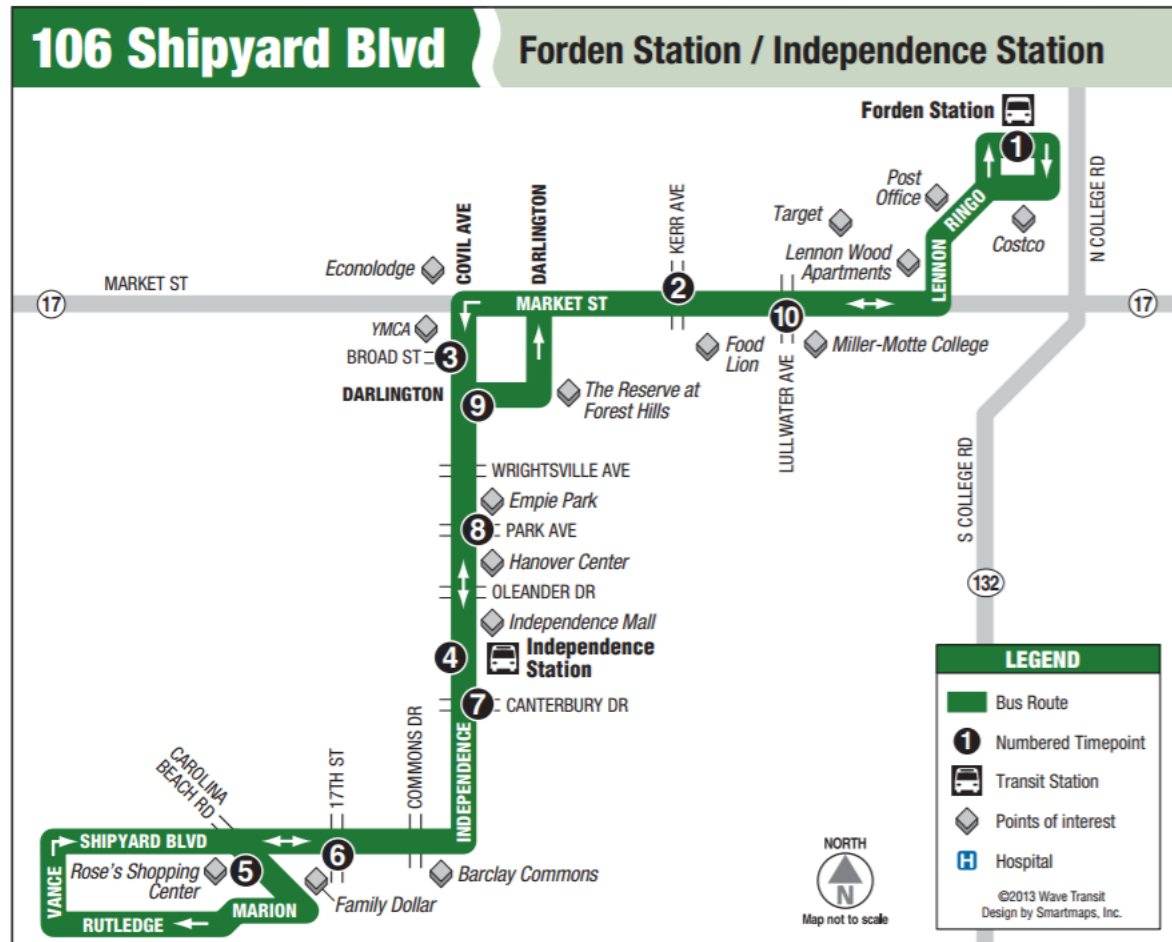 106 Shipyard Blvd
Forden Station / Independence Station
Forden Station
1
N COLLEGE RD
Post
Office
RINGO
Costco
Target
Lennon Wood
Apartments
LENNON
KERR AVE
DARLINGTON
COVIL AVE
Econolodge
MARKET ST
17
MARKET ST
2
10
17
YMCA
BROAD ST
3
Food
Lion
Miller-Motte College
LULLWATER AVE
DARLINGTON
9
The Reserve at
Forest Hills
WRIGHTSVILLE AVE
Empie Park
8
PARK AVE
Hanover Center
OLEANDER DR
Independence Mall
4
Independence
Station
7
CANTERBURY DR
S COLLEGE RD
132
INDEPENDENCE
COMMONS DR
17TH ST
CAROLINA
BEACH RD
SHIPYARD BLVD
6
5
Rose's Shopping
Center
VANCE
RUTLEDGE
MARION
Family Dollar
Barclay Commons
NORTH
N
Map not to scale
LEGEND
Bus Route
1 Numbered Timepoint
Transit Station
Points of interest
H Hospital
©2013 Wave Transit
Design by Smartmaps, Inc.